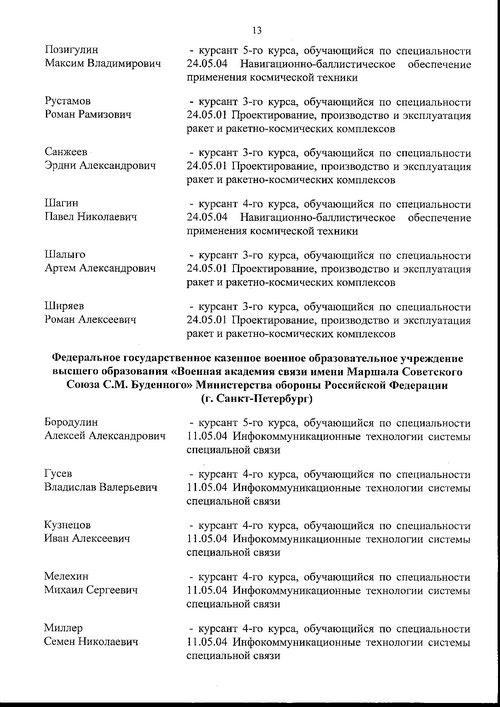 13
Позигулин
Максим Владимирович
- курсант 5-го курса, обучающийся по специальности
24.05.04 Навигационно-баллистическое обеспечение
применения космической техники
Рустамов
Роман Рамизович
- курсант 3-го курса, обучающийся по специальности
24.05.01 Проектирование, производство и эксплуатация
ракет и ракетно-космических комплексов
Санжеев
Эрдни Александрович
- курсант 3-го курса, обучающийся по специальности
24.05.01 Проектирование, производство и эксплуатация
ракет и ракетно-космических комплексов
Шагин
Павел Николаевич
- курсант 4-го курса, обучающийся по специальности
24.05.04 Навигационно-баллистическое обеспечение
применения космической техники
Шалыго
Артем Александрович
- курсант 3-го курса, обучающийся по специальности
24.05.01 Проектирование, производство и эксплуатация
ракет и ракетно-космических комплексов
Ширяев
Роман Алексеевич
- курсант 3-го курса, обучающийся по специальности
24.05.01 Проектирование, производство и эксплуатация
ракет и ракетно-космических комплексов
Федеральное государственное казенное военное образовательное учреждение
высшего образования «Военная академия связи имени Маршала Советского
Союза С.М. Буденного» Министерства обороны Российской Федерации
(г. Санкт-Петербург)
Бородулин
Алексей Александрович
- курсант 5-го курса, обучающийся по специальности
11.05.04 Инфокоммуникационные технологии системы
специальной связи
Гусев
Владислав Валерьевич
- курсант 4-го курса, обучающийся по специальности
11.05.04 Инфокоммуникационные технологии системы
специальной связи
Кузнецов
Иван Алексеевич
- курсант 4-го курса, обучающийся по специальности
11.05.04 Инфокоммуникационные технологии системы
специальной связи
Мелехин
Михаил Сергеевич
- курсант 4-го курса, обучающийся по специальности
11.05.04 Инфокоммуникационные технологии системы
специальной связи
Миллер
Семен Николаевич
- курсант 4-го курса, обучающийся по специальности
11.05.04 Инфокоммуникационные технологии системы
специальной связи